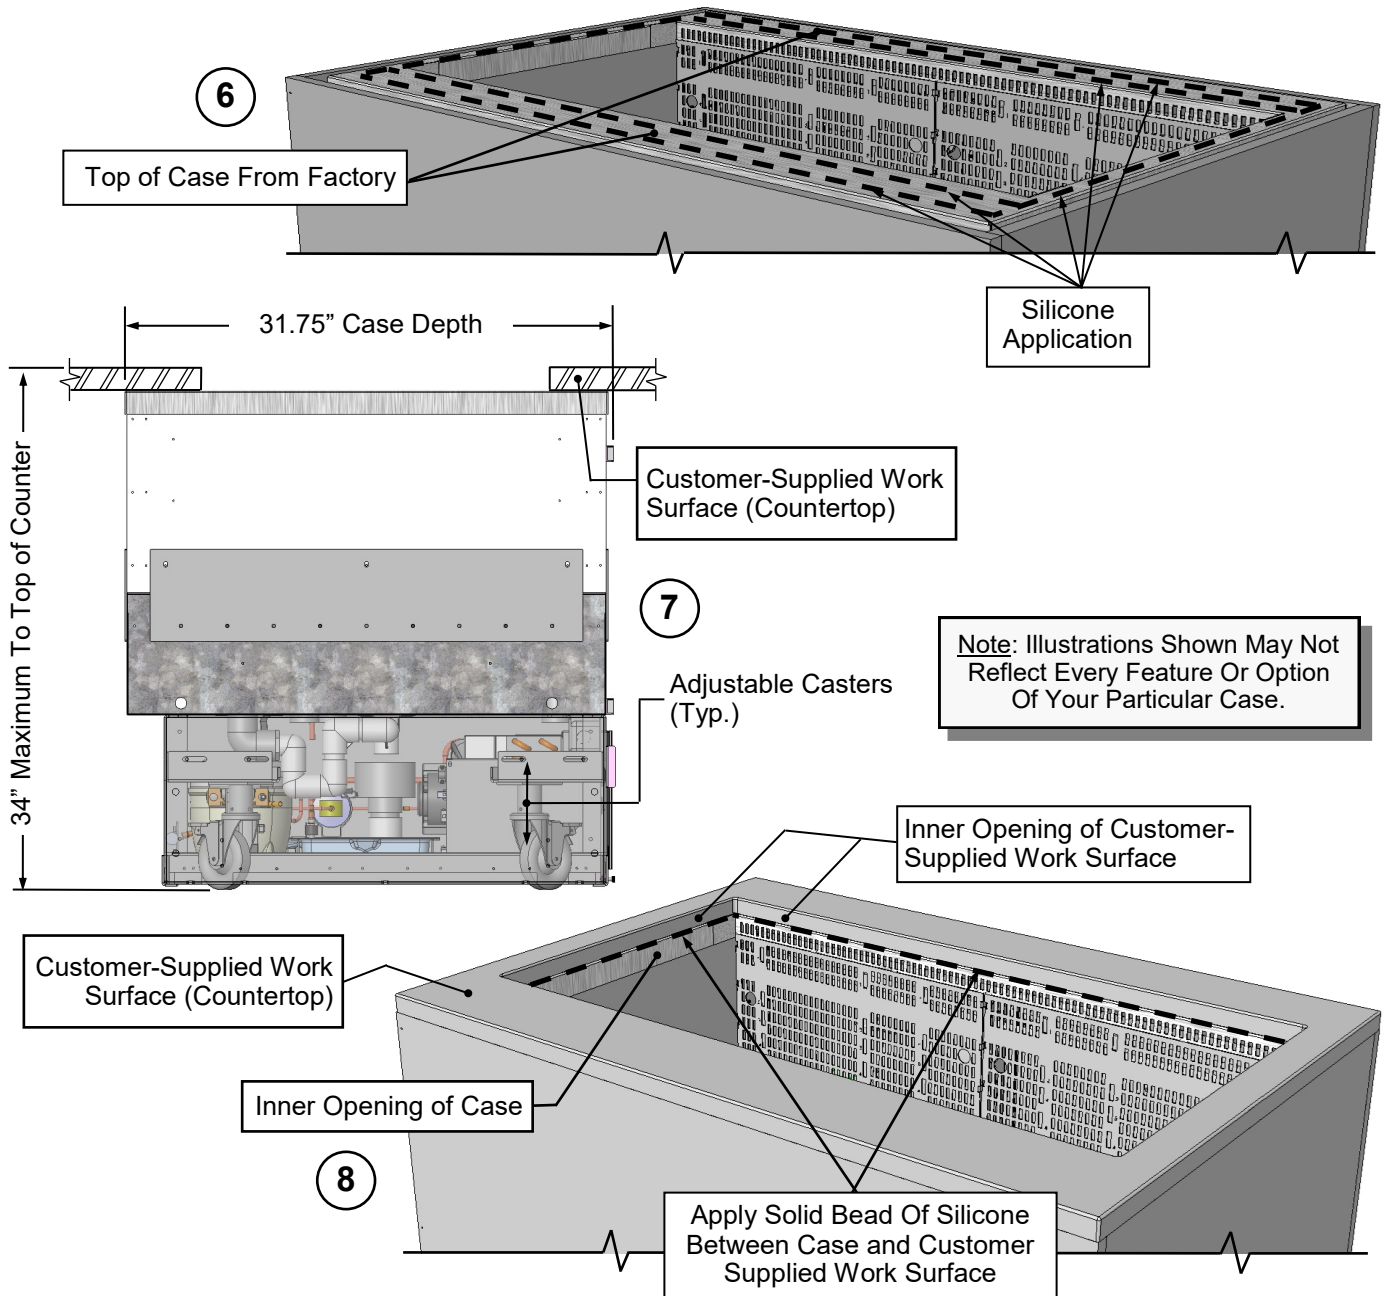 6
Top of Case From Factory
Silicone
Application
31.75” Case Depth
34” Maximum To Top of Counter
Customer-Supplied Work
Surface (Countertop)
7
Adjustable Casters
(Typ.)
Note: Illustrations Shown May Not
Reflect Every Feature Or Option
Of Your Particular Case.
Inner Opening of Customer-
Supplied Work Surface
Customer-Supplied Work
Surface (Countertop)
Inner Opening of Case
8
Apply Solid Bead Of Silicone
Between Case and Customer
Supplied Work Surface